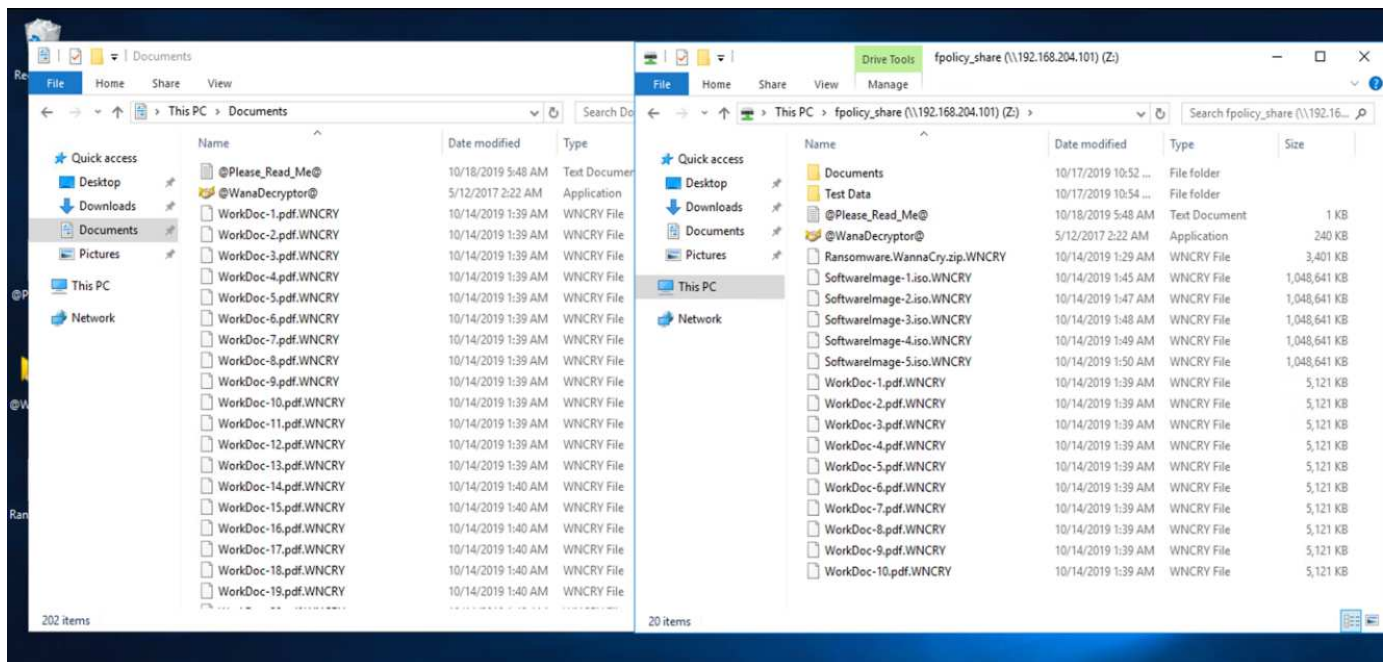 Re
Documents
File Home Share View
This PC > Documents
Search Do
Name Date modified Type
Quick access
Desktop
Downloads
Documents
Pictures
This PC
Network
@Please_Read_Me@ 10/18/2019 5:48 AM Text Documen
@WanaDecryptor@ 5/12/2017 2:22 AM Application
WorkDoc-1.pdf.WNCRY 10/14/2019 1:39 AM WNCRY File
WorkDoc-2.pdf.WNCRY 10/14/2019 1:39 AM WNCRY File
WorkDoc-3.pdf.WNCRY 10/14/2019 1:39 AM WNCRY File
WorkDoc-4.pdf.WNCRY 10/14/2019 1:39 AM WNCRY File
WorkDoc-5.pdf.WNCRY 10/14/2019 1:39 AM WNCRY File
WorkDoc-6.pdf.WNCRY 10/14/2019 1:39 AM WNCRY File
WorkDoc-7.pdf.WNCRY 10/14/2019 1:39 AM WNCRY File
WorkDoc-8.pdf.WNCRY 10/14/2019 1:39 AM WNCRY File
WorkDoc-9.pdf.WNCRY 10/14/2019 1:39 AM WNCRY File
WorkDoc-10.pdf.WNCRY 10/14/2019 1:39 AM WNCRY File
WorkDoc-11.pdf.WNCRY 10/14/2019 1:39 AM WNCRY File
WorkDoc-12.pdf.WNCRY 10/14/2019 1:39 AM WNCRY File
WorkDoc-13.pdf.WNCRY 10/14/2019 1:39 AM WNCRY File
WorkDoc-14.pdf.WNCRY 10/14/2019 1:40 AM WNCRY File
WorkDoc-15.pdf.WNCRY 10/14/2019 1:40 AM WNCRY File
WorkDoc-16.pdf.WNCRY 10/14/2019 1:40 AM WNCRY File
WorkDoc-17.pdf.WNCRY 10/14/2019 1:40 AM WNCRY File
WorkDoc-18.pdf.WNCRY 10/14/2019 1:40 AM WNCRY File
WorkDoc-19.pdf.WNCRY 10/14/2019 1:40 AM WNCRY File
202 items
@P
@W
Ran
Drive Tools fpolicy_share (\\192.168.204.101) (Z:)
File Home Share View Manage
This PC > fpolicy_share (\\192.168.204.101) (Z:) >
Search fpolicy_share (\\192.16...
Name Date modified Type Size
Quick access
Desktop
Downloads
Documents
Pictures
This PC
Network
Documents 10/17/2019 10:52 ... File folder
Test Data 10/17/2019 10:54 ... File folder
@Please_Read_Me@ 10/18/2019 5:48 AM Text Document 1 KB
@WanaDecryptor@ 5/12/2017 2:22 AM Application 240 KB
Ransomware.WannaCry.zip.WNCRY 10/14/2019 1:29 AM WNCRY File 3,401 KB
SoftwareImage-1.iso.WNCRY 10/14/2019 1:45 AM WNCRY File 1,048,641 KB
SoftwareImage-2.iso.WNCRY 10/14/2019 1:47 AM WNCRY File 1,048,641 KB
SoftwareImage-3.iso.WNCRY 10/14/2019 1:48 AM WNCRY File 1,048,641 KB
SoftwareImage-4.iso.WNCRY 10/14/2019 1:49 AM WNCRY File 1,048,641 KB
SoftwareImage-5.iso.WNCRY 10/14/2019 1:50 AM WNCRY File 1,048,641 KB
WorkDoc-1.pdf.WNCRY 10/14/2019 1:39 AM WNCRY File 5,121 KB
WorkDoc-2.pdf.WNCRY 10/14/2019 1:39 AM WNCRY File 5,121 KB
WorkDoc-3.pdf.WNCRY 10/14/2019 1:39 AM WNCRY File 5,121 KB
WorkDoc-4.pdf.WNCRY 10/14/2019 1:39 AM WNCRY File 5,121 KB
WorkDoc-5.pdf.WNCRY 10/14/2019 1:39 AM WNCRY File 5,121 KB
WorkDoc-6.pdf.WNCRY 10/14/2019 1:39 AM WNCRY File 5,121 KB
WorkDoc-7.pdf.WNCRY 10/14/2019 1:39 AM WNCRY File 5,121 KB
WorkDoc-8.pdf.WNCRY 10/14/2019 1:39 AM WNCRY File 5,121 KB
WorkDoc-9.pdf.WNCRY 10/14/2019 1:39 AM WNCRY File 5,121 KB
WorkDoc-10.pdf.WNCRY 10/14/2019 1:39 AM WNCRY File 5,121 KB
20 items